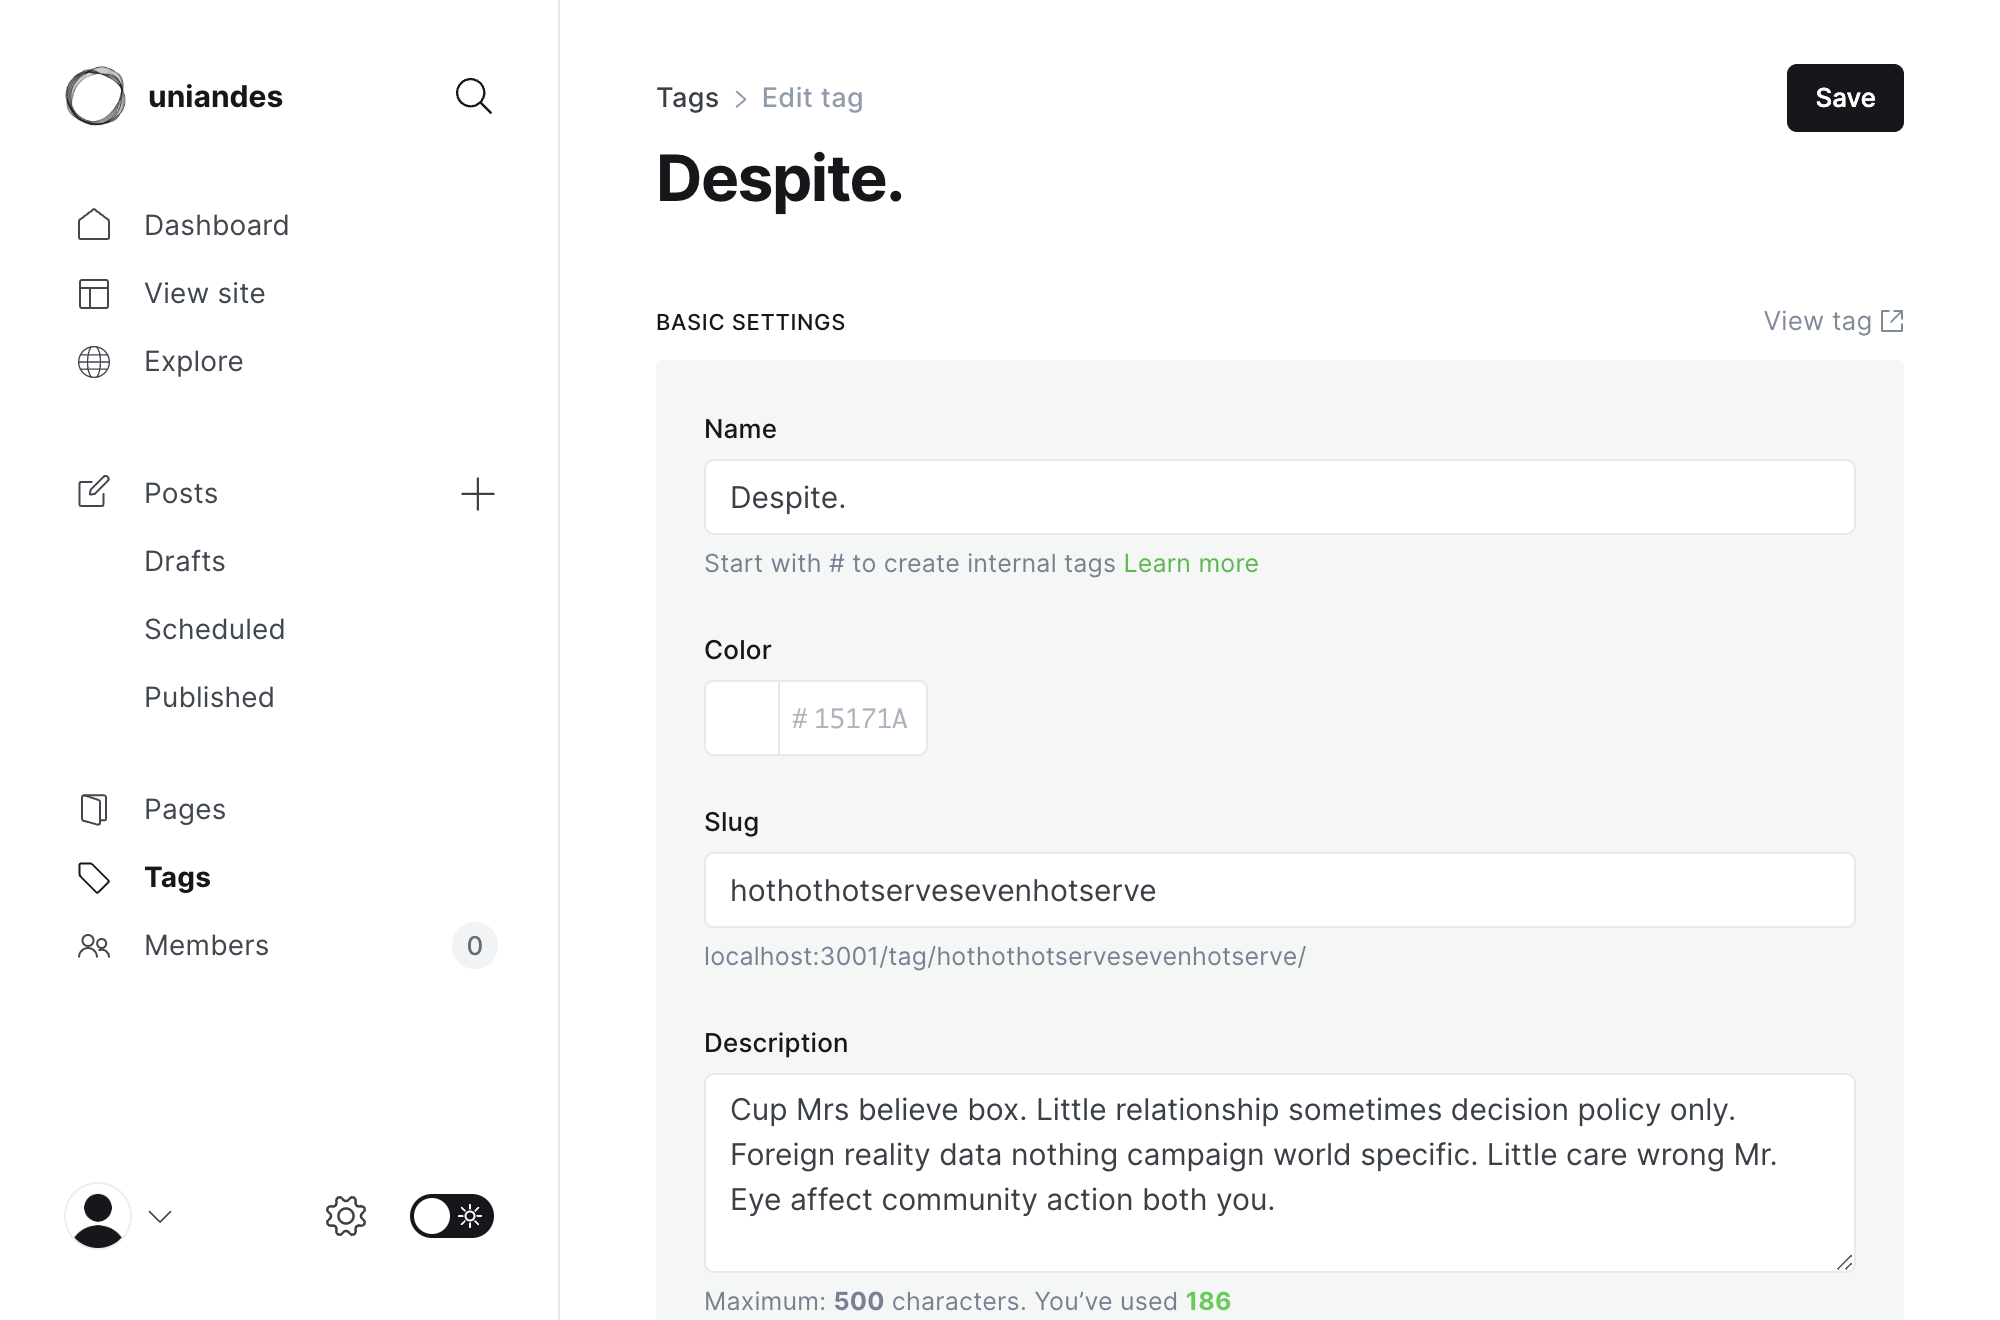 uniandes
Dashboard
View site
Explore
Posts
Drafts
Scheduled
Published
Pages
Tags
Members
0
Tags > Edit tag
Save
Despite.
BASIC SETTINGS
View tag
Name
Despite.
Start with # to create internal tags Learn more
Color
# 15171A
Slug
hothothotservesevenhotserve
localhost:3001/tag/hothothotservesevenhotserve/
Description
Cup Mrs believe box. Little relationship sometimes decision policy only.
Foreign reality data nothing campaign world specific. Little care wrong Mr.
Eye affect community action both you.
Maximum: 500 characters. You’ve used 186